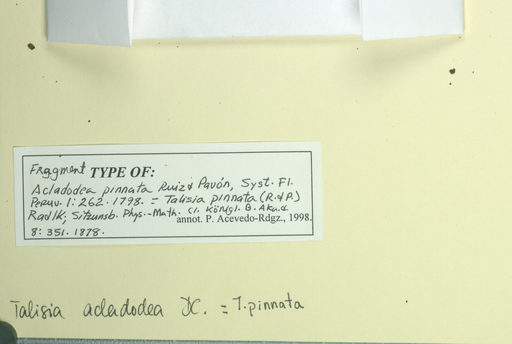 Fragment TYPE OF:
Acladodea pinnata Ruiz & Pavón, Syst. Fl.
Peruv. 1:262. 1798. = Talisia pinnata (R. & P.)
Radlk, Sitzunsb. Phys.-Math. Cl. Königl. B. Akad.
annot. P. Acevedo-Rdgz., 1998.
8: 351. 1878.
Talisia acladodea DC. = T. pinnata